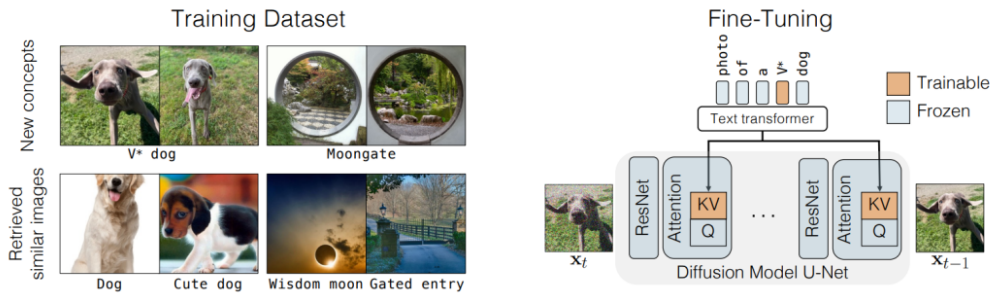 Training Dataset
New concepts
V* dog
Moongate
Retrieved
similar images
Dog
Cute dog
Wisdom moon
Gated entry
Fine-Tuning
photo
of
a
V*
dog
Text transformer
Trainable
Frozen
ResNet
Attention
KV
Q
...
ResNet
Attention
KV
Q
x_t
x_{t-1}
Diffusion Model U-Net